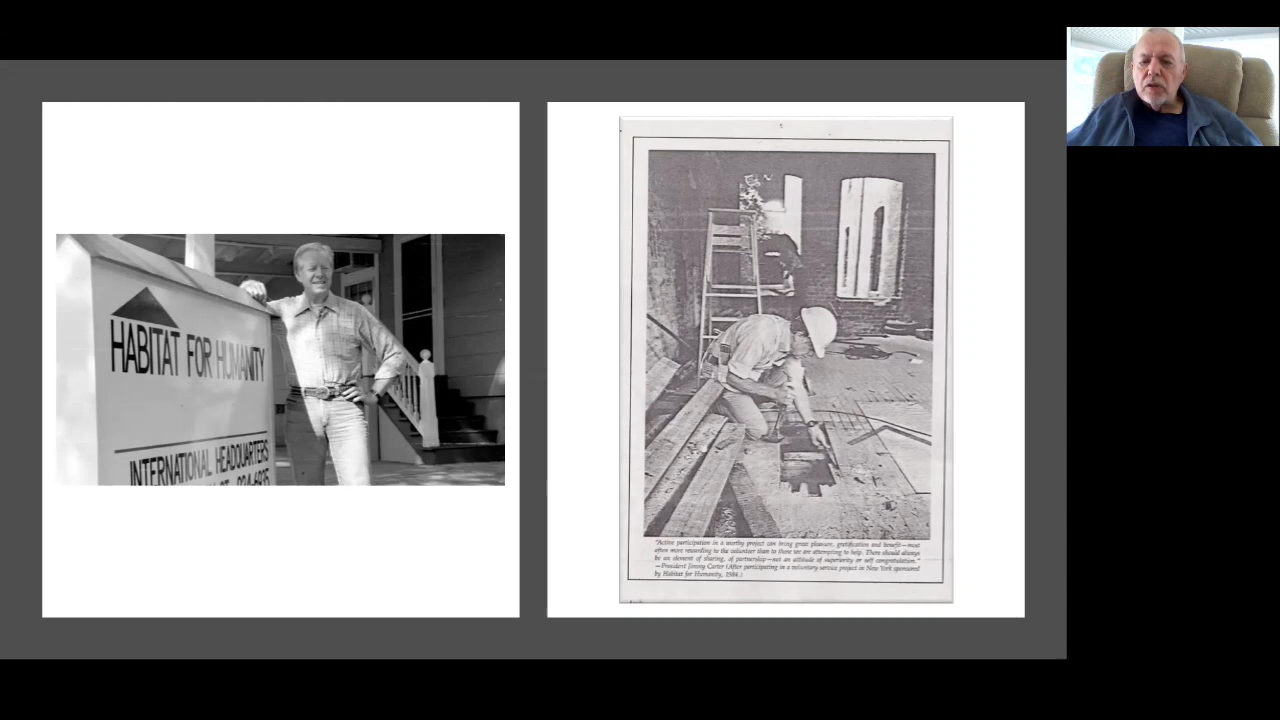 HABITAT FOR HUMANITY
INTERNATIONAL HEADQUARTERS
"Active participation in a worthy project can bring great pleasure, gratification and benefit—most
often more rewarding to the volunteer than to those we are attempting to help. There should always
be an element of sharing, of partnership—not an attitude of superiority or self congratulation."
—President Jimmy Carter (After participating in a voluntary service project in New York sponsored
by Habitat for Humanity, 1984.)